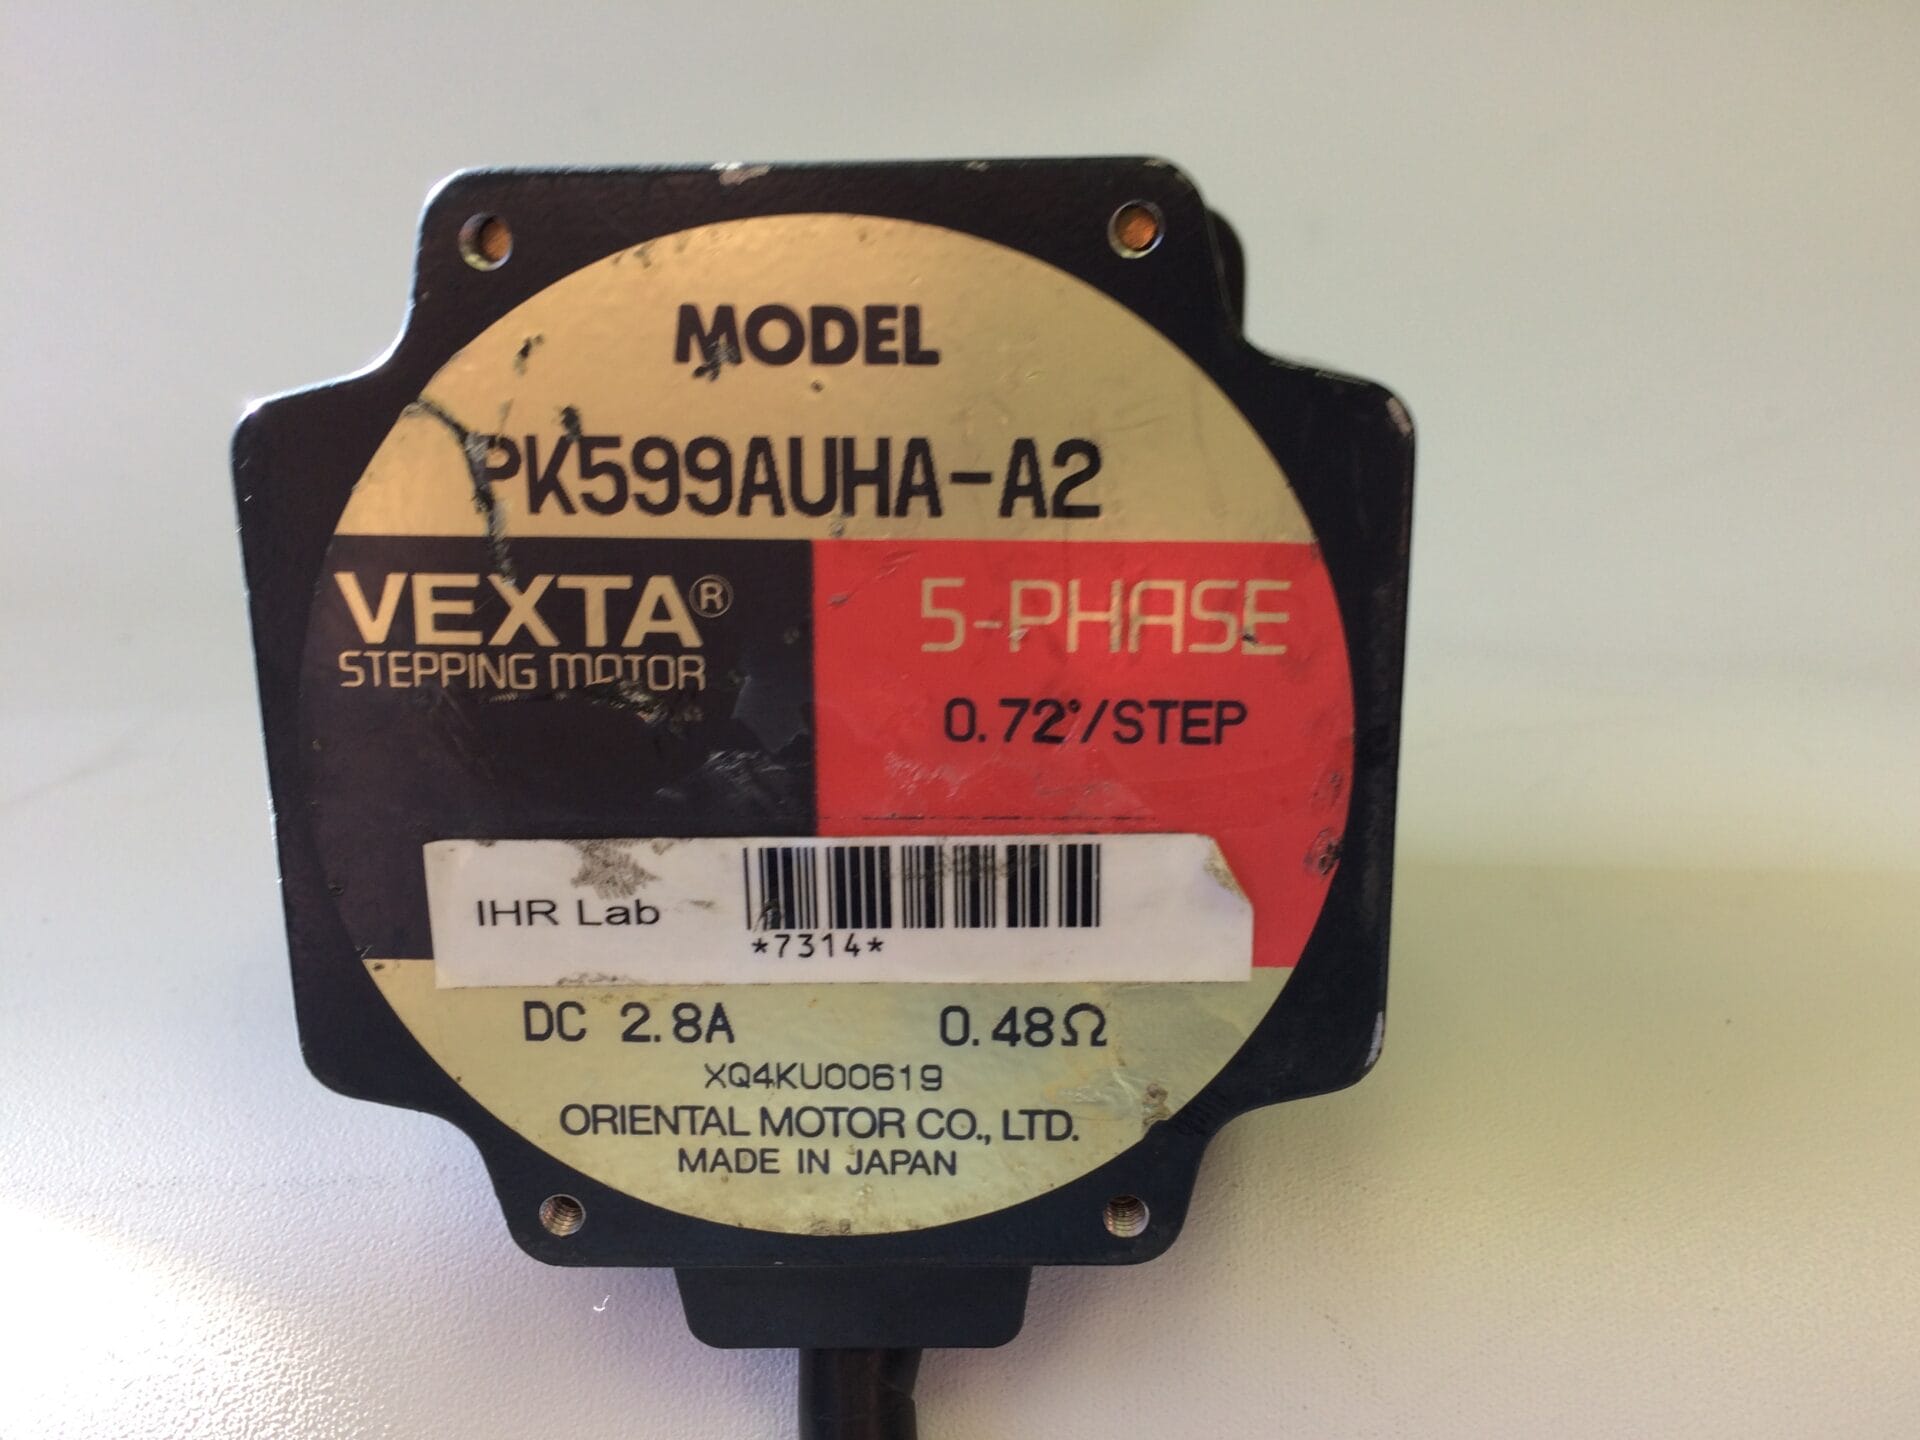 MODEL
PK599AUHA-A2
VEXTA®
STEPPING MOTOR
5-PHASE
0.72°/STEP
IHR Lab
*7314*
DC 2.8A 0.48Ω
XQ4KU00619
ORIENTAL MOTOR CO., LTD.
MADE IN JAPAN